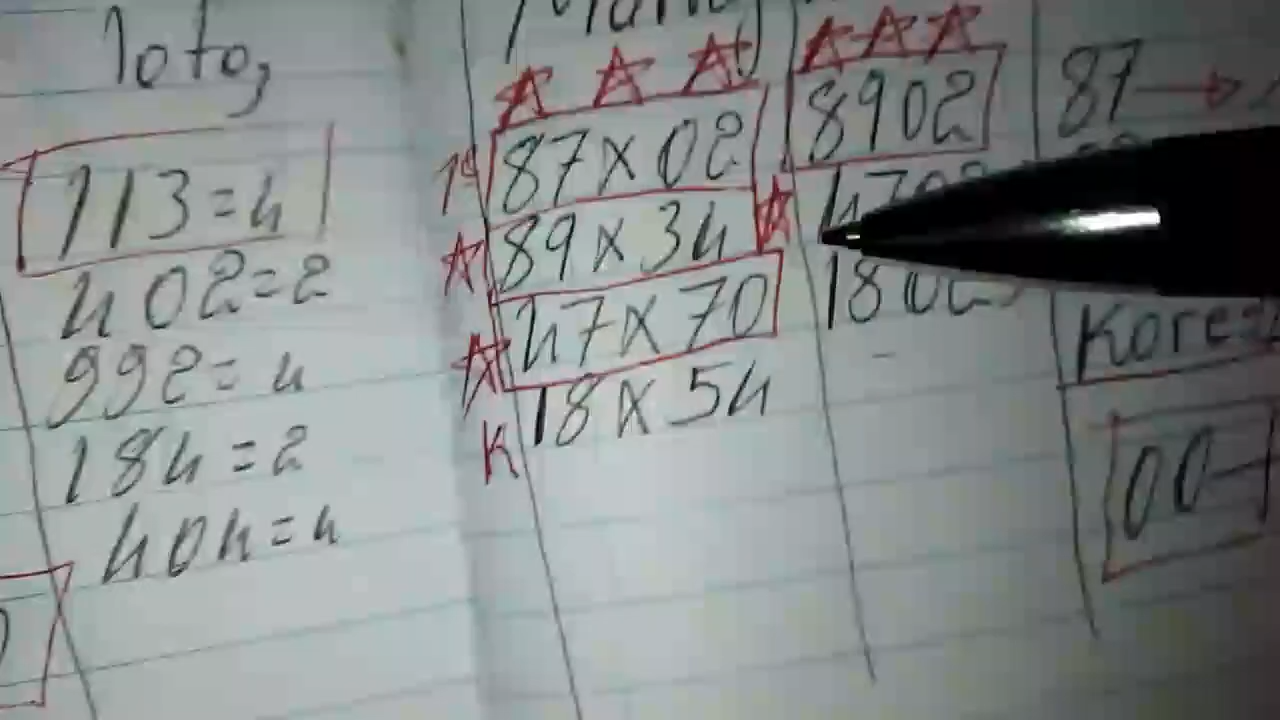 loto,
113=4
402=2
992=4
184=2
404=4
87x02
89x34
47x70
K 18x54
8902
1802
87
Kore=
00-